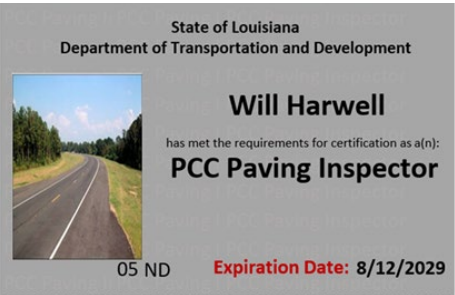 State of Louisiana
Department of Transportation and Development
Will Harwell
has met the requirements for certification as a(n):
PCC Paving Inspector
05 ND
Expiration Date: 8/12/2029